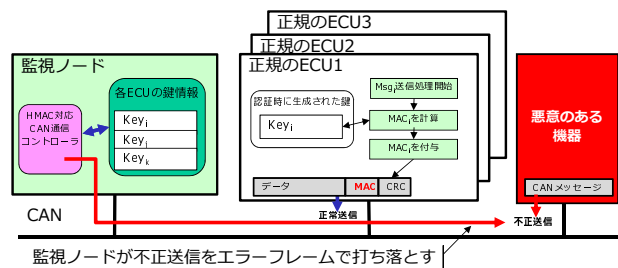 正規のECU3
正規のECU2
正規のECU1
監視ノード
各ECUの鍵情報
HMAC対応
CAN通信
コントローラ
Keyi
Keyj
Keyk
認証時に生成された鍵
Keyi
Msgi送信処理開始
MACiを計算
MACiを付与
データ
MAC
CRC
悪意のある
機器
CANメッセージ
CAN
正常送信
不正送信
監視ノードが不正送信をエラーフレームで打ち落とす